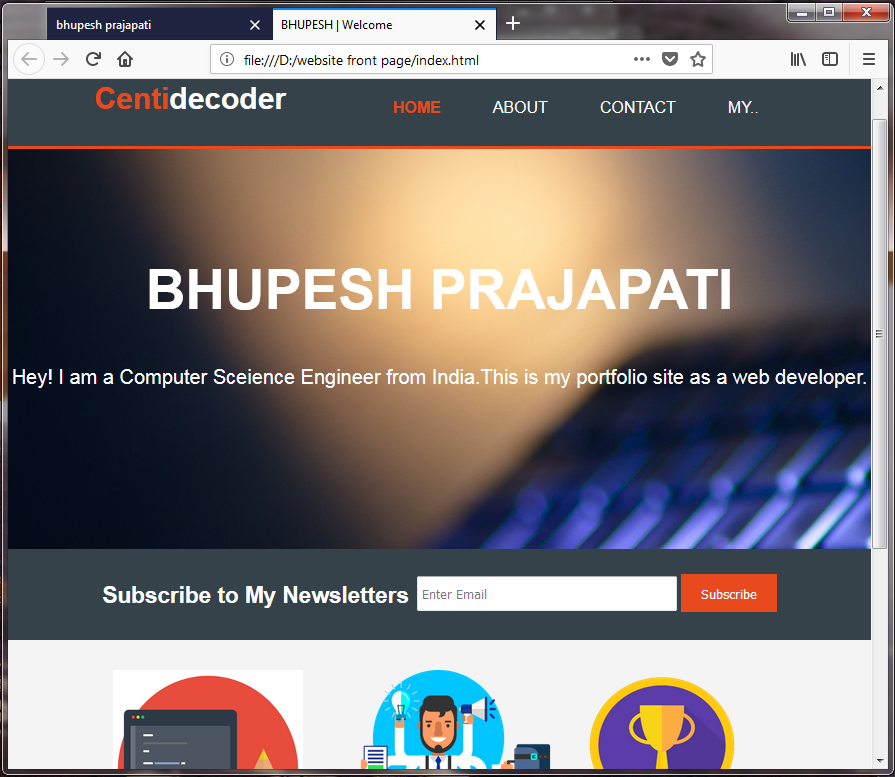 bhupesh prajapati
BHUPESH | Welcome
file:///D:/website front page/index.html
Centidecoder
HOME
ABOUT
CONTACT
MY..
BHUPESH PRAJAPATI
Hey! I am a Computer Sceience Engineer from India.This is my portfolio site as a web developer.
Subscribe to My Newsletters
Enter Email
Subscribe